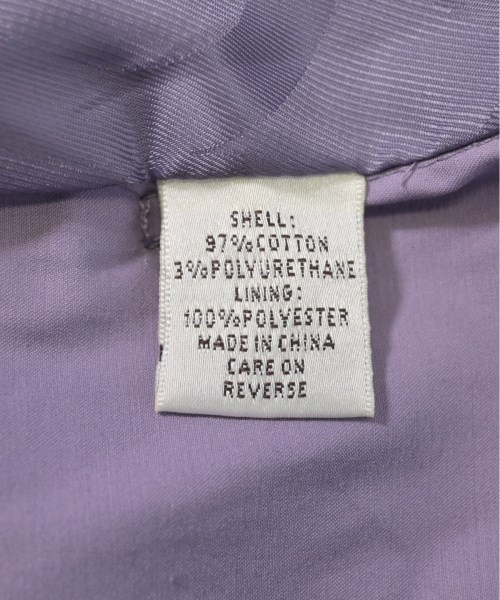 SHELL:
97%COTTON
3%POLYURETHANE
LINING:
100%POLYESTER
MADE IN CHINA
CARE ON
REVERSE